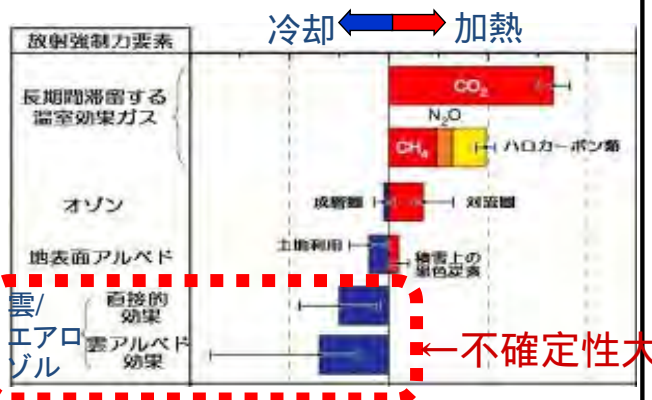 冷却 加熱
放射強制力要素
長期間滞留する
温室効果ガス
CO₂
N₂O
CH₄
ハロカーボン類
オゾン
成層圏
対流圏
地表面アルベド
土地利用
積雪上の
黒色炭素
雲/
エアロ
ゾル
直接的
効果
雲アルベド
効果
←不確定性大